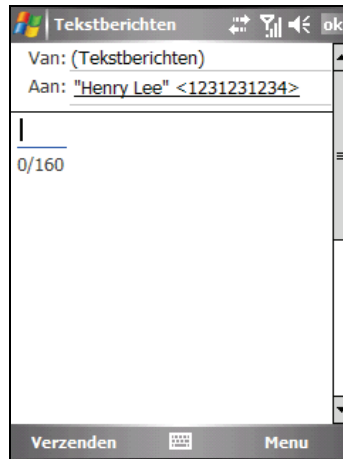 Tekstberichten ok
Van: (Tekstberichten)
Aan: "Henry Lee" <1231231234>
0/160
Verzenden Menu